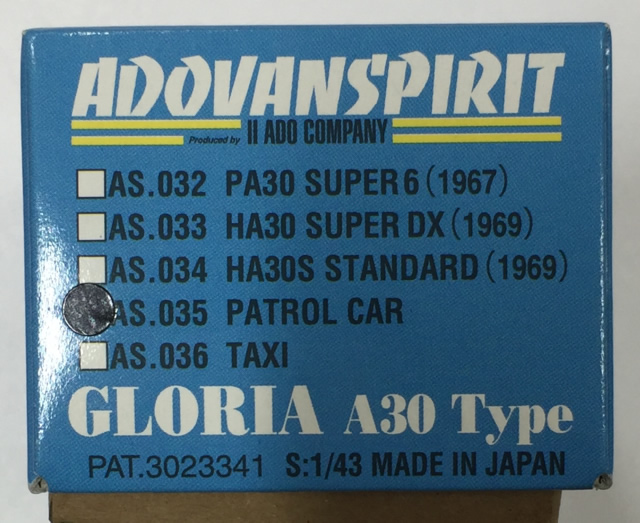 ADOVANSPIRIT
Produced by II ADO COMPANY
AS.032 PA30 SUPER 6 (1967)
AS.033 HA30 SUPER DX (1969)
AS.034 HA30S STANDARD (1969)
AS.035 PATROL CAR
AS.036 TAXI
GLORIA A30 Type
PAT.3023341 S:1/43 MADE IN JAPAN